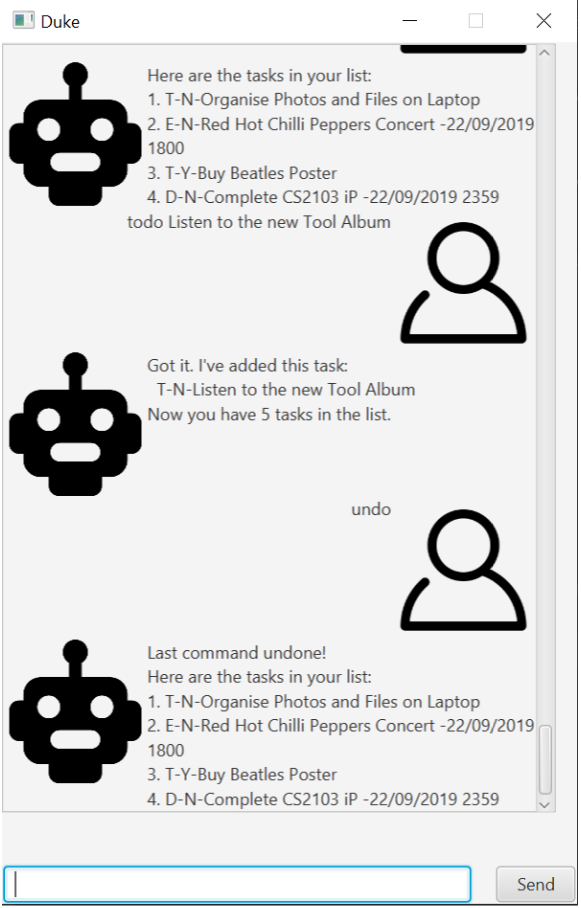 Duke
Here are the tasks in your list:
1. T-N-Organise Photos and Files on Laptop
2. E-N-Red Hot Chilli Peppers Concert -22/09/2019
1800
3. T-Y-Buy Beatles Poster
4. D-N-Complete CS2103 iP -22/09/2019 2359
todo Listen to the new Tool Album
Got it. I've added this task:
T-N-Listen to the new Tool Album
Now you have 5 tasks in the list.
undo
Last command undone!
Here are the tasks in your list:
1. T-N-Organise Photos and Files on Laptop
2. E-N-Red Hot Chilli Peppers Concert -22/09/2019
1800
3. T-Y-Buy Beatles Poster
4. D-N-Complete CS2103 iP -22/09/2019 2359
Send